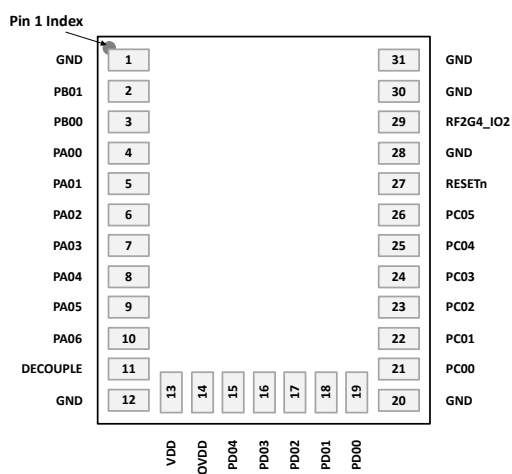 Pin 1 Index
GND 1 31 GND
PB01 2 30 GND
PB00 3 29 RF2G4_IO2
PA00 4 28 GND
PA01 5 27 RESETn
PA02 6 26 PC05
PA03 7 25 PC04
PA04 8 24 PC03
PA05 9 23 PC02
PA06 10 22 PC01
DECOUPLE 11 21 PC00
GND 12 20 GND
13 14 15 16 17 18 19
VDD OVDD PD04 PD03 PD02 PD01 PD00